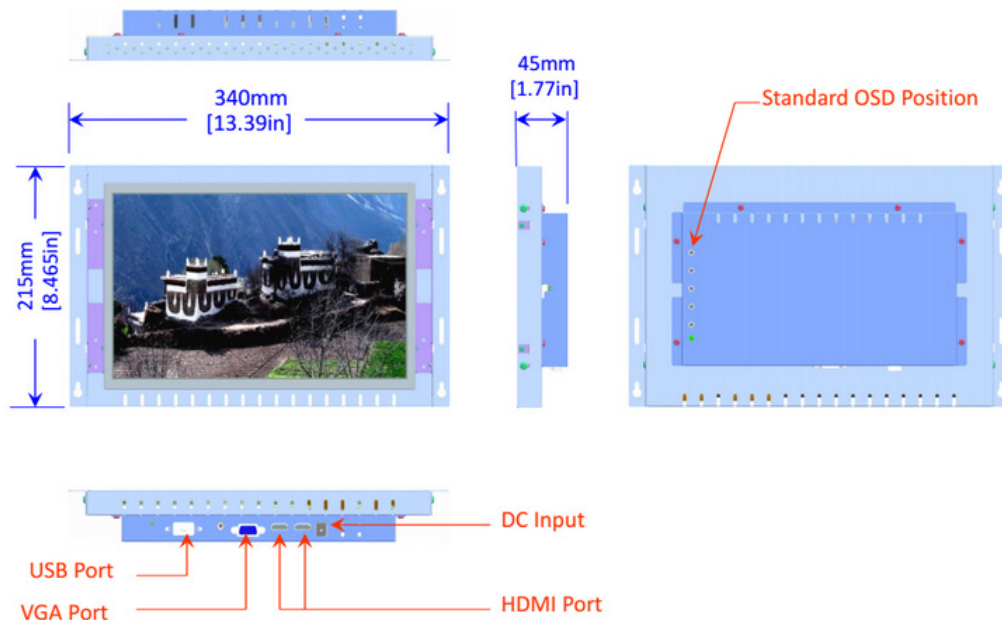 340mm
[13.39in]
45mm
[1.77in]
Standard OSD Position
215mm
[8.465in]
DC Input
USB Port
VGA Port
HDMI Port